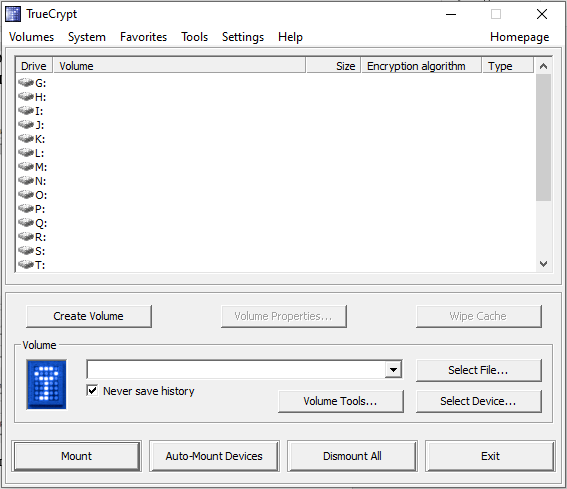 TrueCrypt
Volumes System Favorites Tools Settings Help Homepage
Drive Volume Size Encryption algorithm Type
G:
H:
I:
J:
K:
L:
M:
N:
O:
P:
Q:
R:
S:
T:
Create Volume Volume Properties... Wipe Cache
Volume
Select File...
Never save history
Volume Tools... Select Device...
Mount Auto-Mount Devices Dismount All Exit